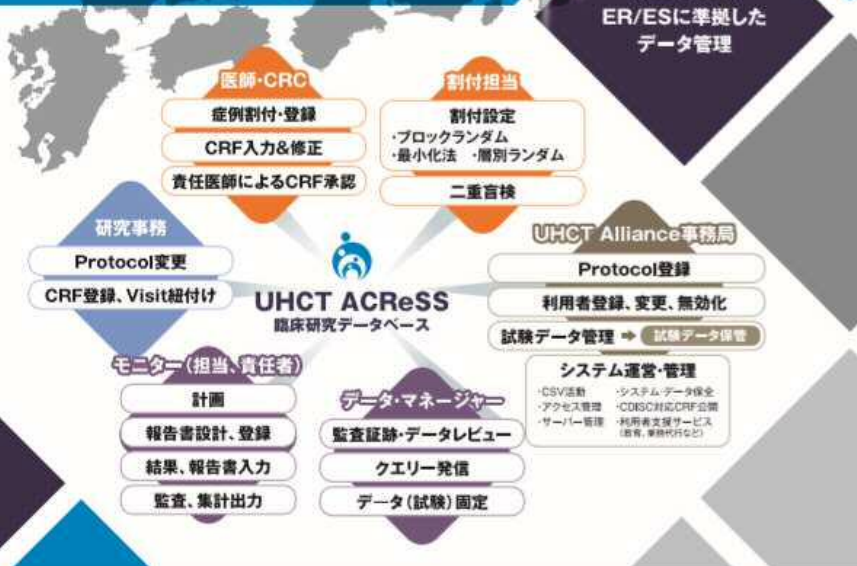 ER/ESに準拠した
データ管理
医師・CRC
症例割付・登録
CRF入力&修正
責任医師によるCRF承認
割付担当
割付設定
・ブロックランダム
・最小化法 ・層別ランダム
二重盲検
研究事務
Protocol変更
CRF登録、Visit紐付け
UHCT ACReSS
臨床研究データベース
UHCT Alliance事務局
Protocol登録
利用者登録、変更、無効化
試験データ管理 ➡ 試験データ保管
システム運営・管理
・CSV活動 ・システム・データ保全
・アクセス管理 ・CDISC対応CRF公開
・サーバー管理 ・利用者支援サービス
(教育、業務代行など)
モニター(担当、責任者)
計画
報告書設計、登録
結果、報告書入力
監査、集計出力
データ・マネージャー
監査証跡・データレビュー
クエリー発信
データ(試験)固定